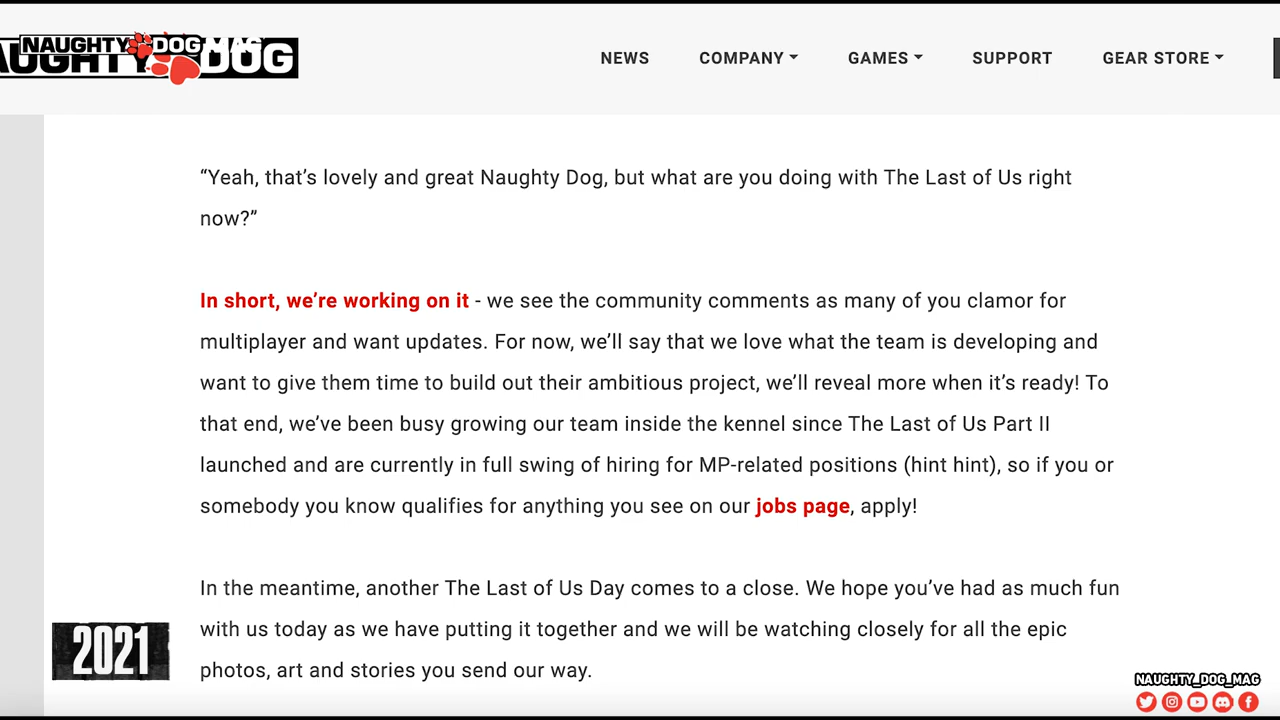 NAUGHTY DOG MAG
AUGHTY DOG
NEWS COMPANY GAMES SUPPORT GEAR STORE
“Yeah, that’s lovely and great Naughty Dog, but what are you doing with The Last of Us right
now?”
In short, we’re working on it - we see the community comments as many of you clamor for
multiplayer and want updates. For now, we’ll say that we love what the team is developing and
want to give them time to build out their ambitious project, we’ll reveal more when it’s ready! To
that end, we’ve been busy growing our team inside the kennel since The Last of Us Part II
launched and are currently in full swing of hiring for MP-related positions (hint hint), so if you or
somebody you know qualifies for anything you see on our jobs page, apply!
In the meantime, another The Last of Us Day comes to a close. We hope you’ve had as much fun
with us today as we have putting it together and we will be watching closely for all the epic
photos, art and stories you send our way.
2021
NAUGHTY_DOG_MAG